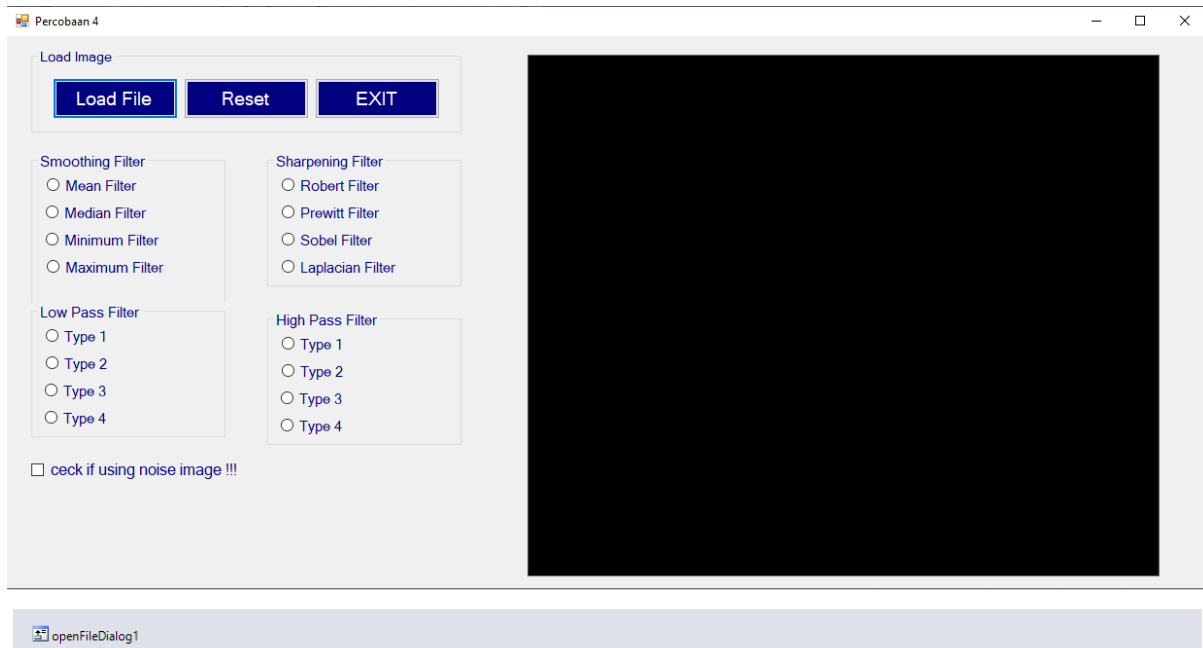 Percobaan 4
Load Image
Load File Reset EXIT
Smoothing Filter
Mean Filter
Median Filter
Minimum Filter
Maximum Filter
Sharpening Filter
Robert Filter
Prewitt Filter
Sobel Filter
Laplacian Filter
Low Pass Filter
Type 1
Type 2
Type 3
Type 4
High Pass Filter
Type 1
Type 2
Type 3
Type 4
ceck if using noise image !!!
openFileDialog1